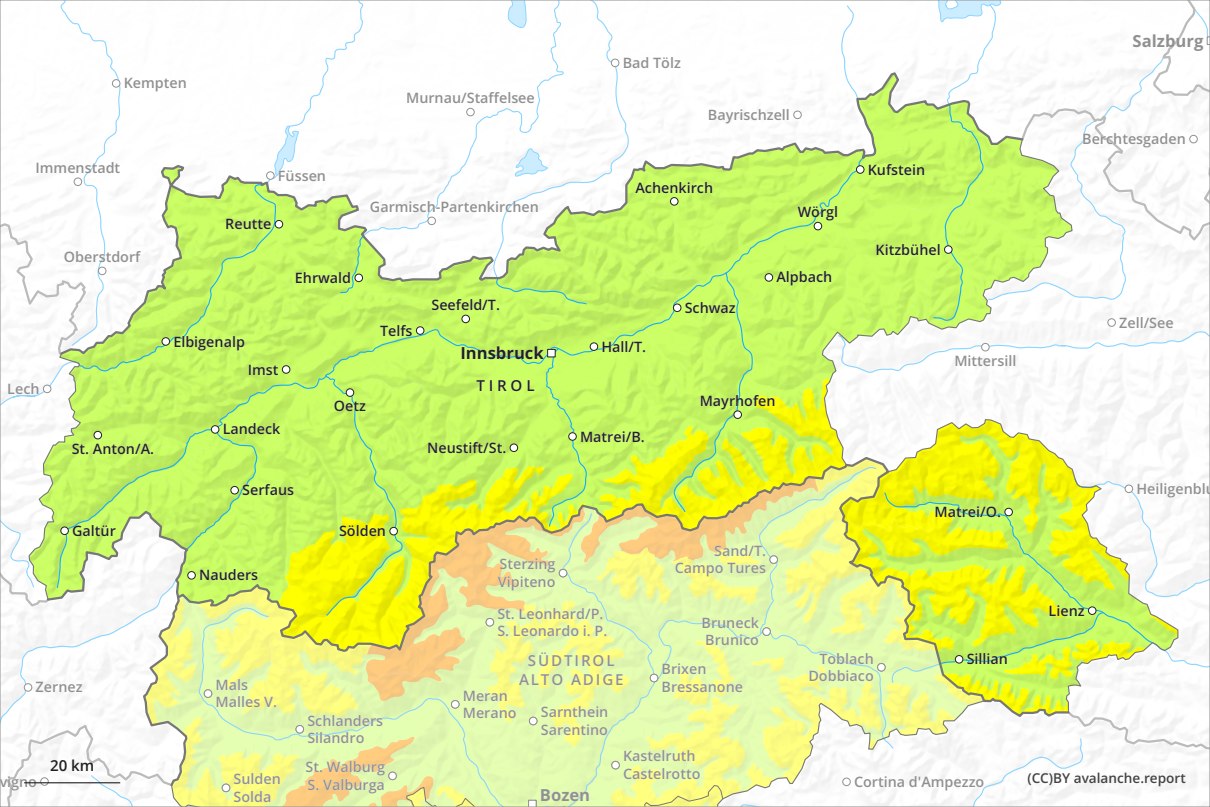 Salzburg
Bad Tölz
Kempten
Murnau/Staffelsee
Bayrischzell
Berchtesgaden
Immenstadt
Füssen
Kufstein
Achenkirch
Garmisch-Partenkirchen
Wörgl
Reutte
Kitzbühel
Oberstdorf
Ehrwald
Alpbach
Seefeld/T.
Schwaz
Telfs
Zell/See
Elbigenalp
Innsbruck
Hall/T.
Mittersill
Imst
TIROL
Lech
Oetz
Mayrhofen
Landeck
Matrei/B.
St. Anton/A.
Neustift/St.
Serfaus
Heiligenblu
Matrei/O.
Galtür
Sölden
Sand/T.
Campo Tures
Sterzing
Vipiteno
Nauders
St. Leonhard/P.
S. Leonardo i. P.
Lienz
Bruneck
Brunico
SÜDTIROL
ALTO ADIGE
Sillian
Toblach
Dobbiaco
Brixen
Bressanone
Zernez
Mals
Malles V.
Meran
Merano
Sarnthein
Sarentino
Schlanders
Silandro
Kastelruth
Castelrotto
20 km
St. Walburg
S. Valburga
vigno
Sulden
Solda
Cortina d'Ampezzo
(CC)BY avalanche.report
Bozen